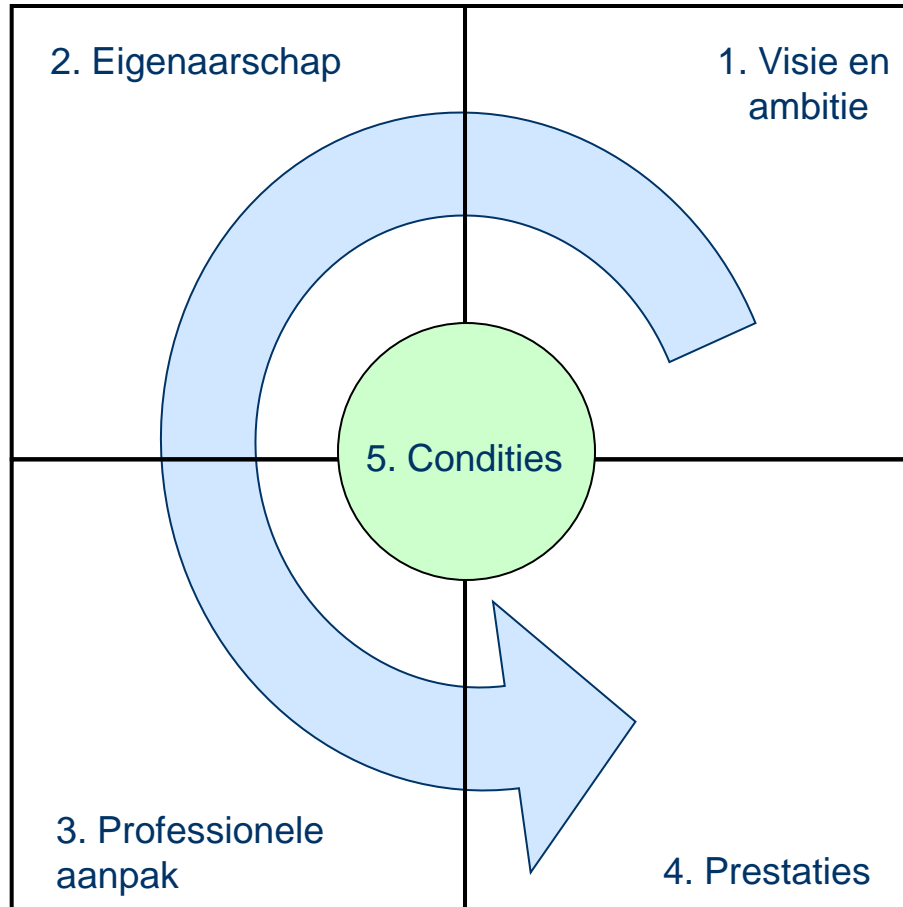 2. Eigenaarschap
1. Visie en
ambitie
5. Condities
3. Professionele
aanpak
4. Prestaties